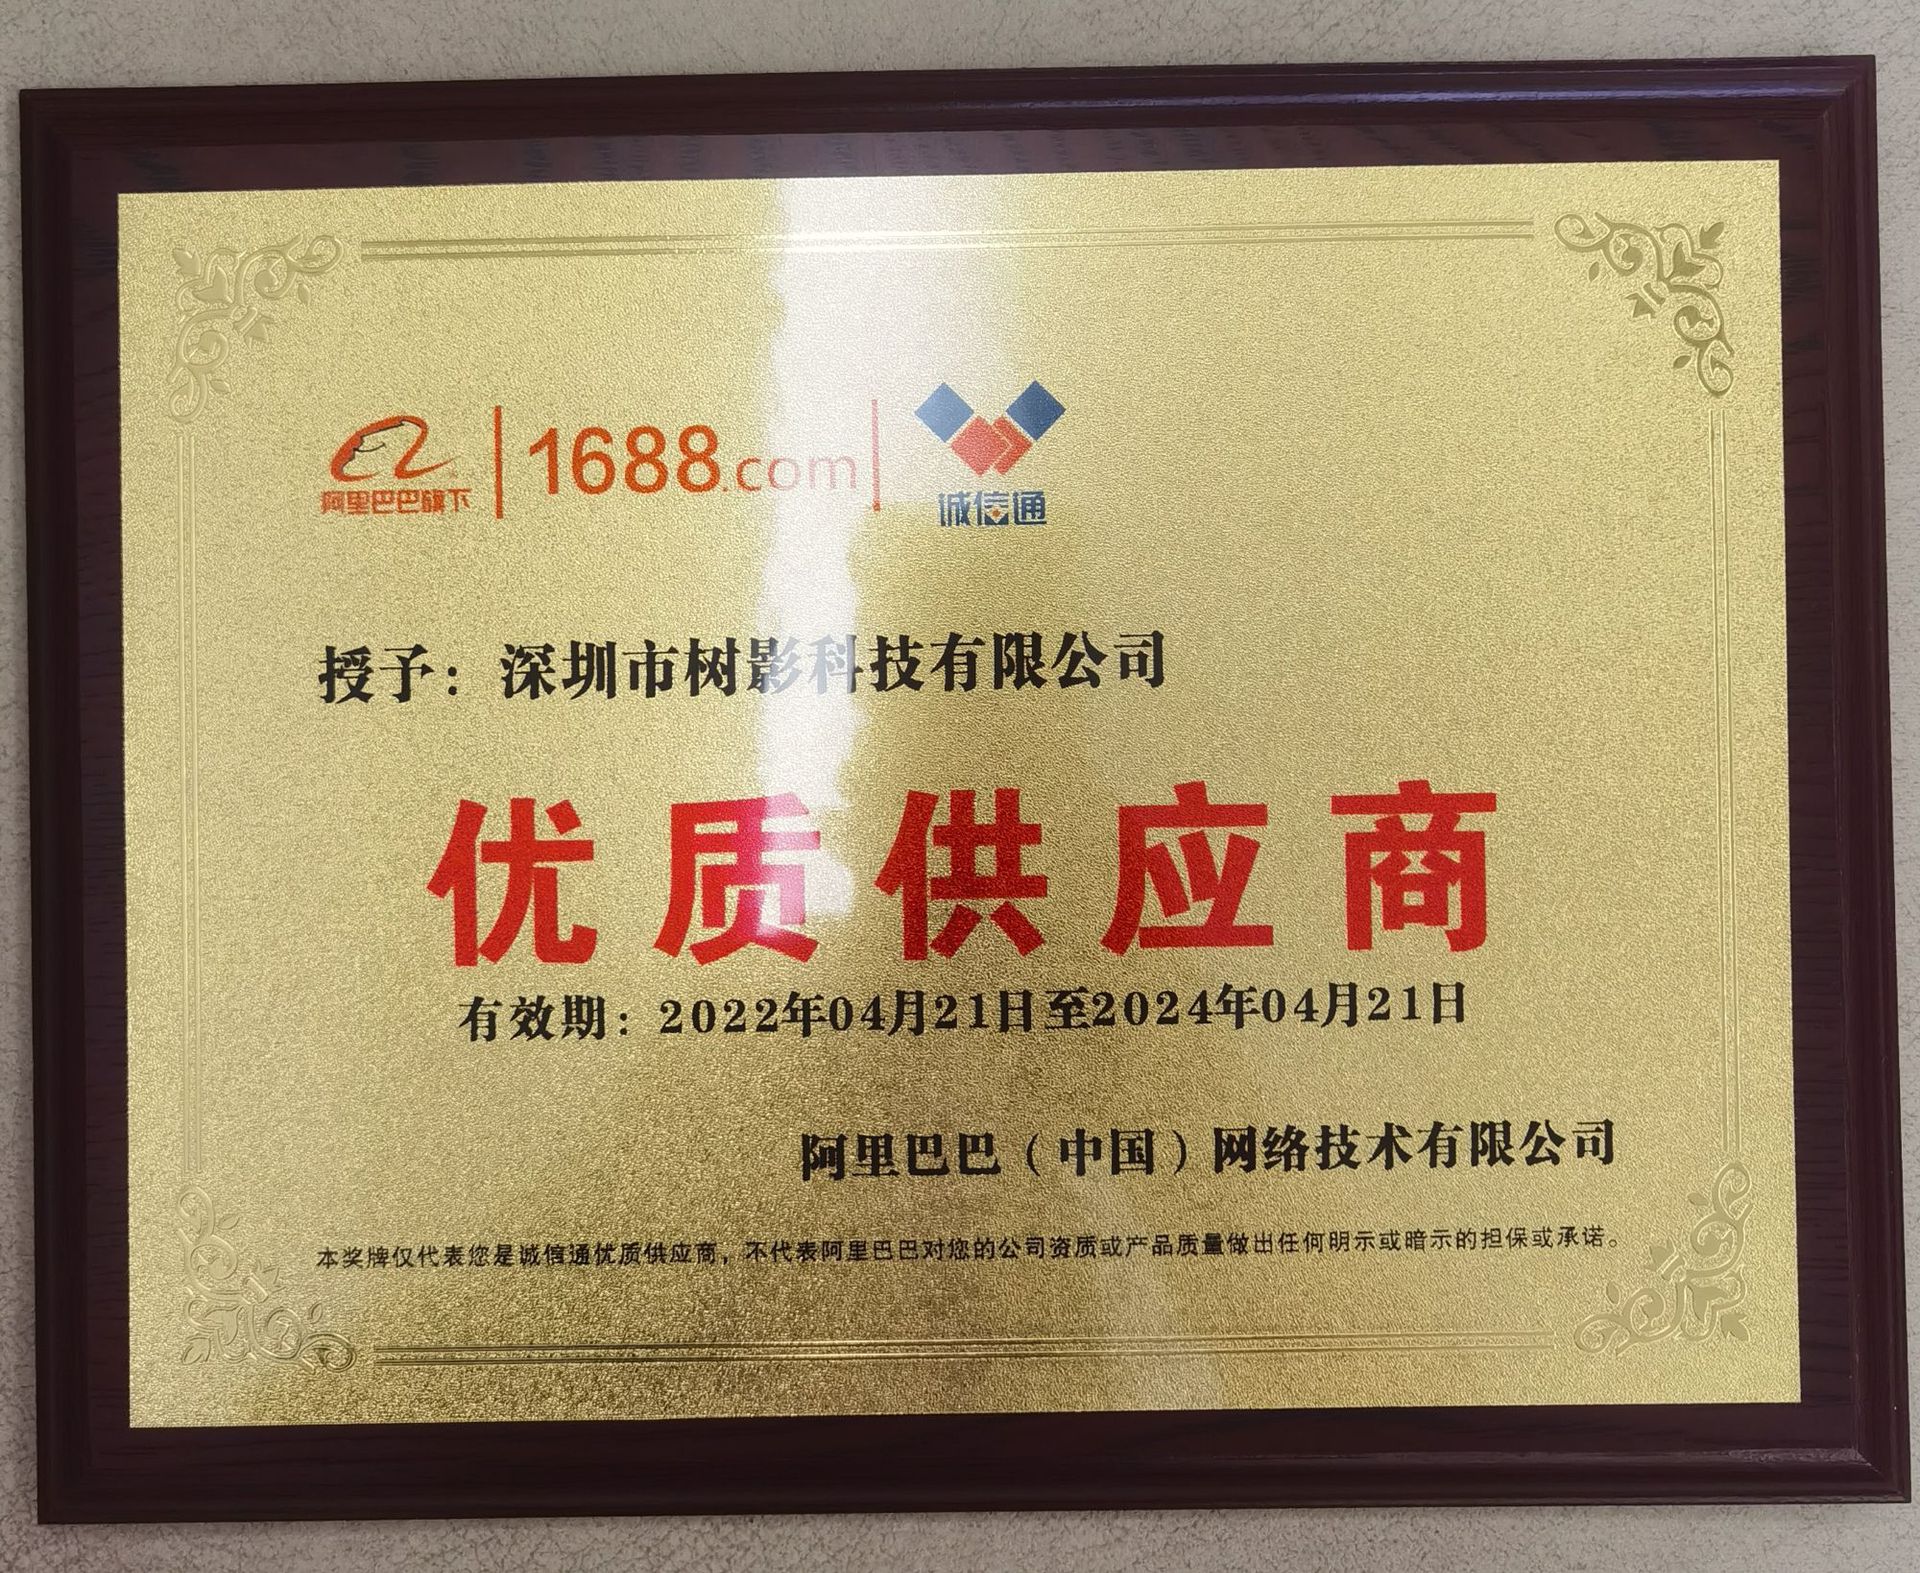 阿里巴巴旗下 1688.com 诚信通
授予：深圳市树影科技有限公司
优质供应商
有效期：2022年04月21日至2024年04月21日
阿里巴巴（中国）网络技术有限公司
本奖牌仅代表您是诚信通优质供应商，不代表阿里巴巴对您的公司资质或产品质量做出任何明示或暗示的担保或承诺。